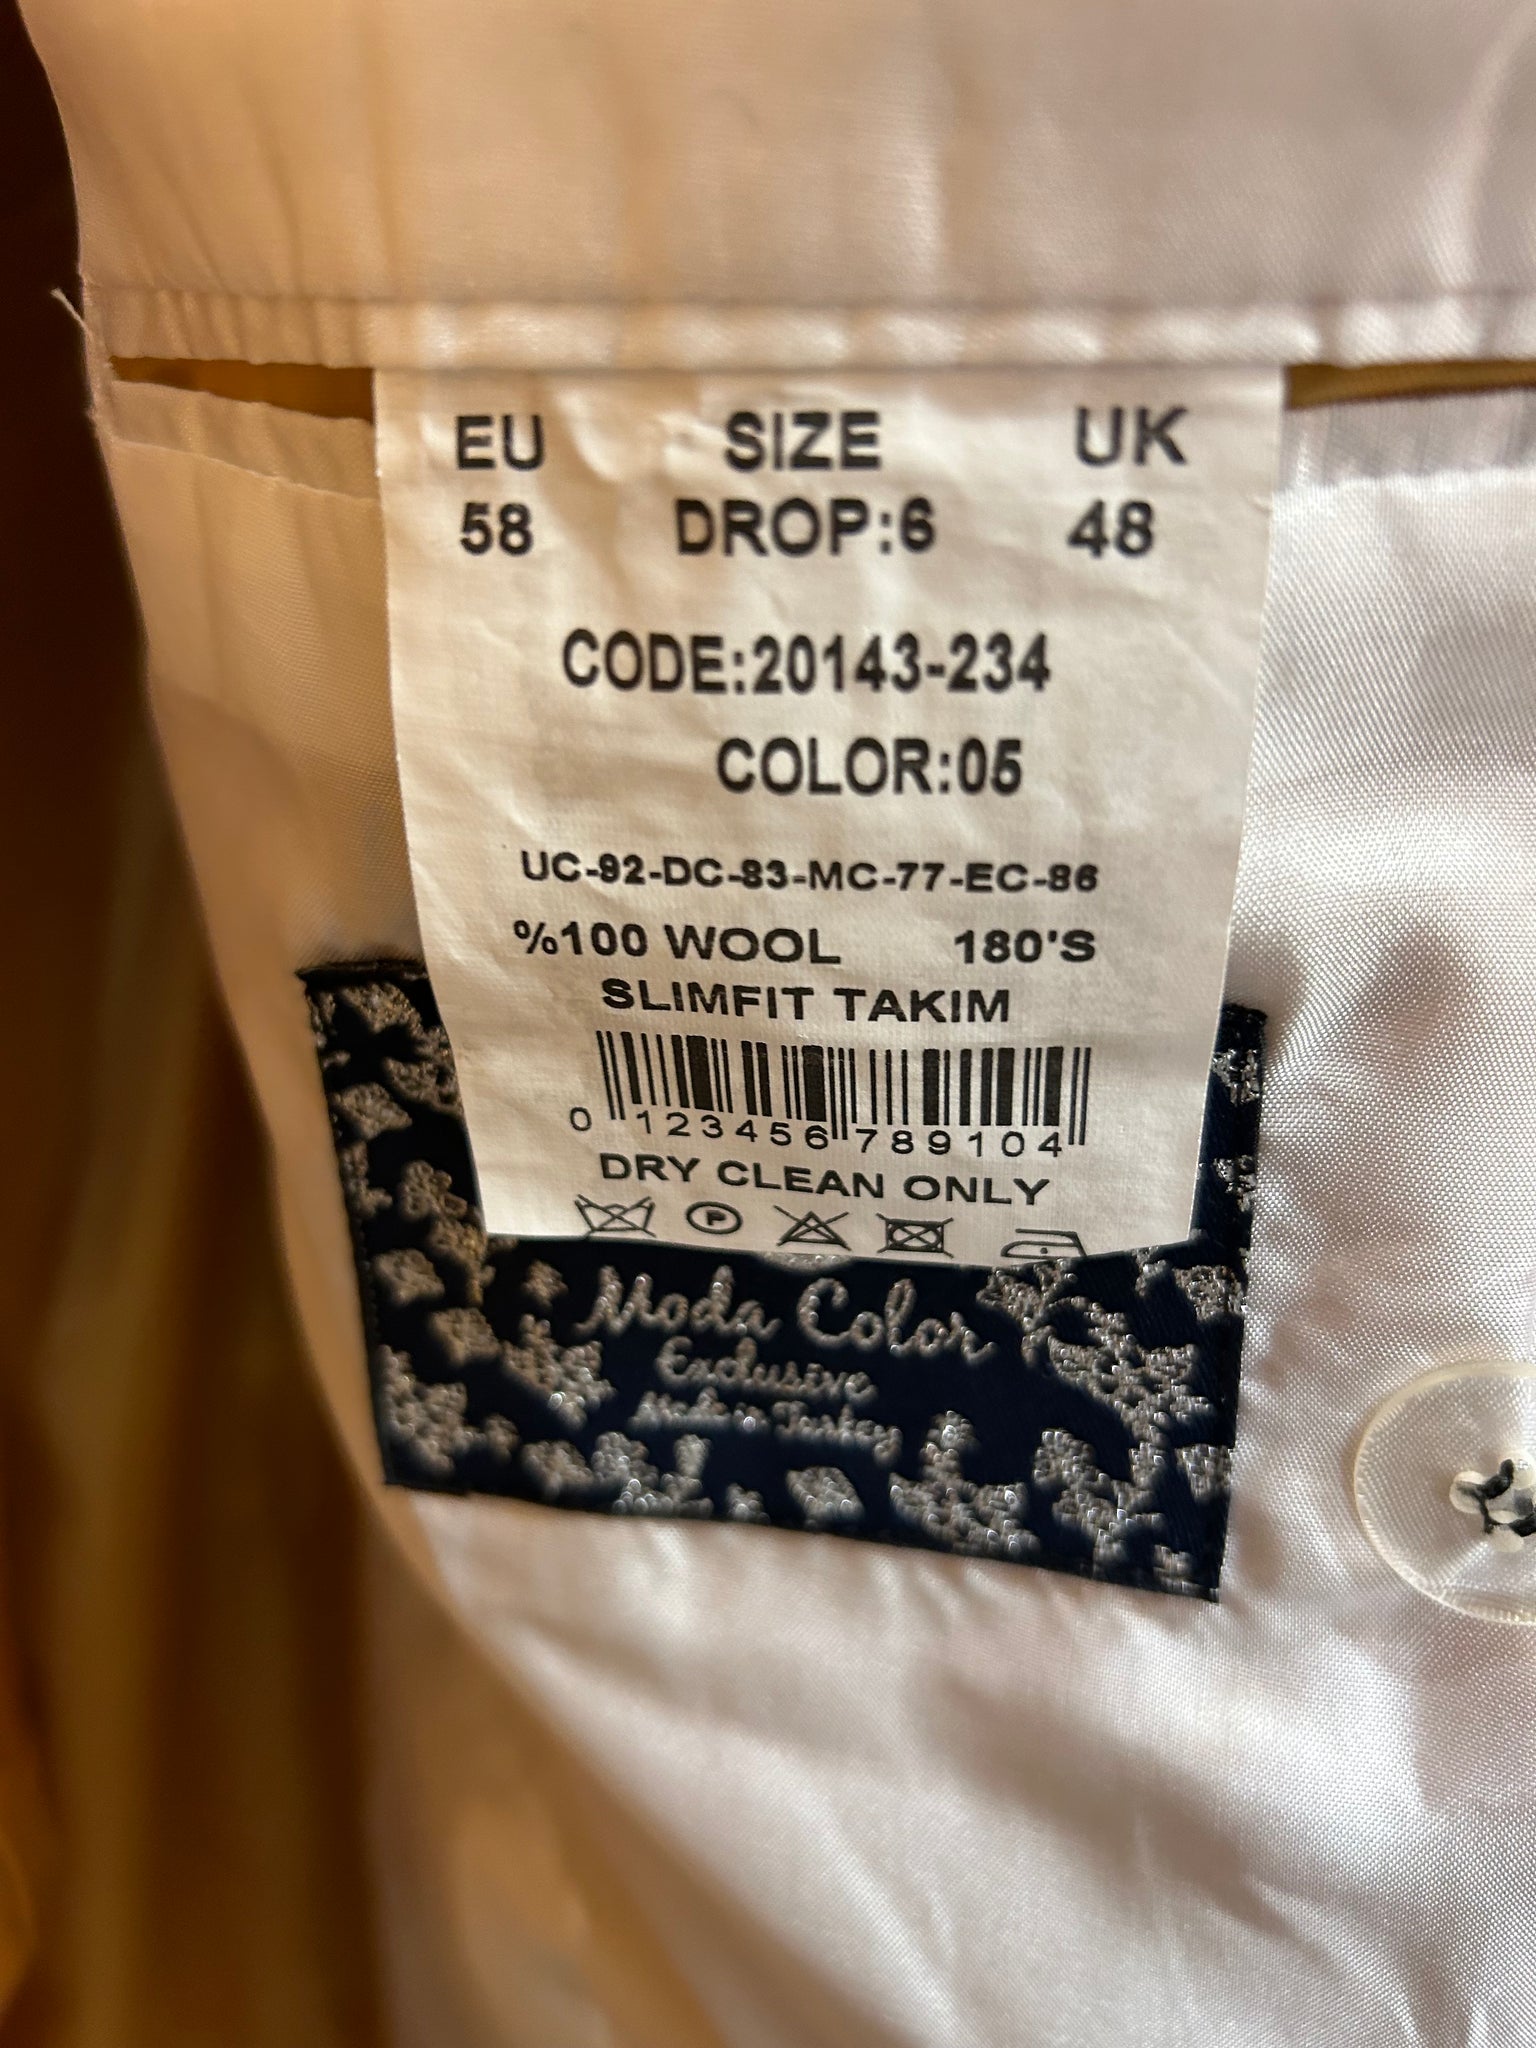 EU SIZE UK
58 DROP:6 48
CODE:20143-234
COLOR:05
UC-92-DC-83-MC-77-EC-86
%100 WOOL 180'S
SLIMFIT TAKIM
0 123456 789104
DRY CLEAN ONLY
P
Moda Color
Exclusive
Made in Turkey